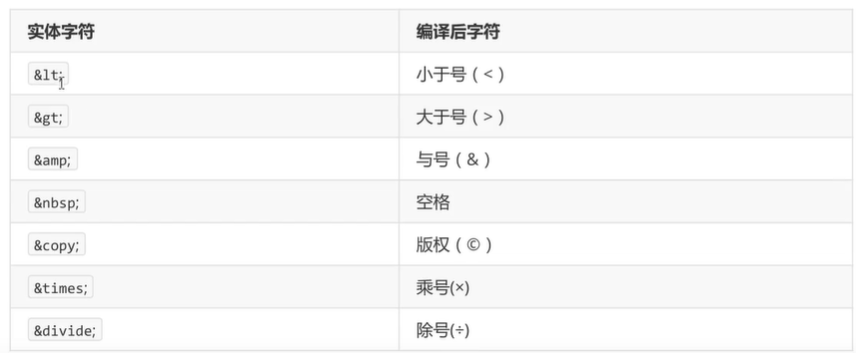 实体字符 编译后字符
&lt; 小于号 ( < )
&gt; 大于号 ( > )
&amp; 与号 ( & )
&nbsp; 空格
&copy; 版权 ( © )
&times; 乘号(×)
&divide; 除号(÷)